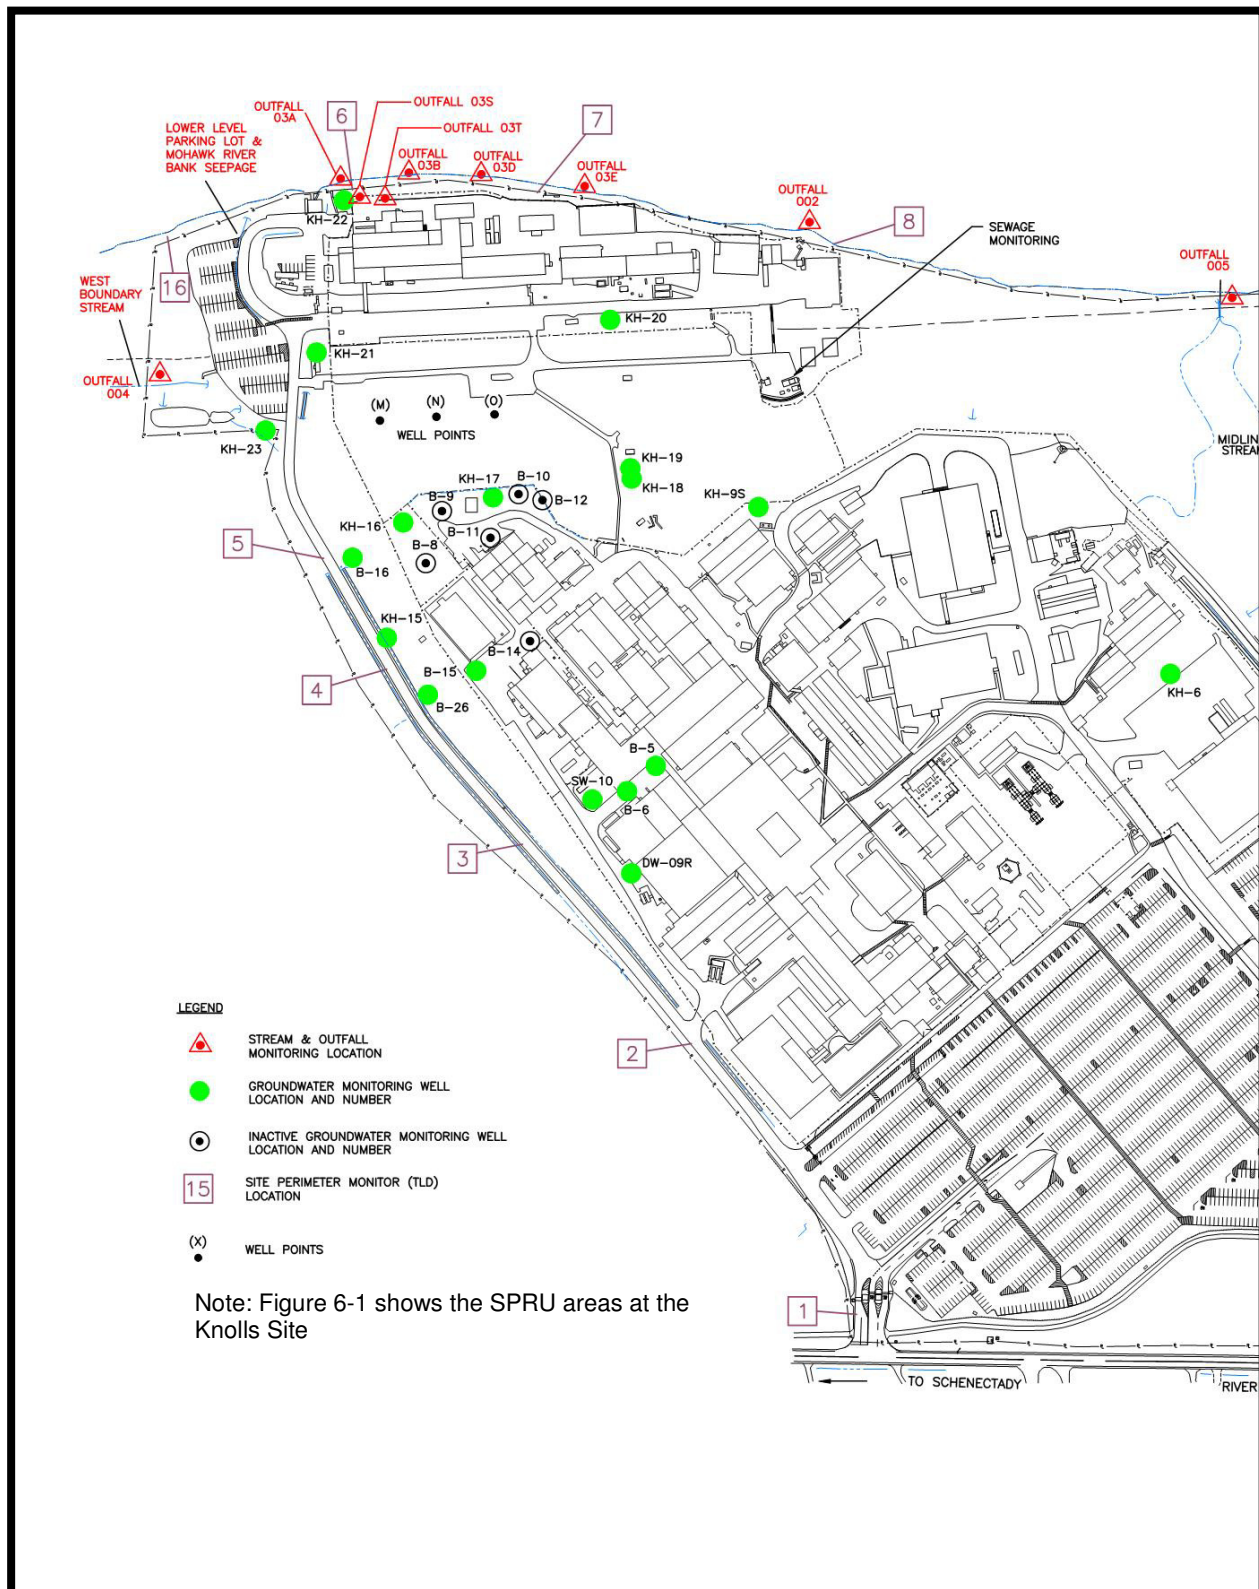 OUTFALL
03A
6
OUTFALL 03S
7
LOWER LEVEL
PARKING LOT &
MOHAWK RIVER
BANK SEEPAGE
OUTFALL 03T
OUTFALL
03B
OUTFALL
03D
OUTFALL
03E
OUTFALL
002
8
SEWAGE
MONITORING
KH-22
OUTFALL
005
16
WEST
BOUNDARY
STREAM
KH-20
KH-21
OUTFALL
004
(M)
(N)
(O)
WELL POINTS
KH-23
MIDLIN
STREA
KH-19
KH-18
KH-17
B-10
B-9
B-12
KH-9S
KH-16
B-11
5
B-8
B-16
KH-15
B-14
B-15
4
KH-6
B-26
B-5
SW-10
B-6
3
DW-09R
2
LEGEND
STREAM & OUTFALL
MONITORING LOCATION
GROUNDWATER MONITORING WELL
LOCATION AND NUMBER
INACTIVE GROUNDWATER MONITORING WELL
LOCATION AND NUMBER
15
SITE PERIMETER MONITOR (TLD)
LOCATION
(X)
WELL POINTS
Note: Figure 6-1 shows the SPRU areas at the
Knolls Site
1
TO SCHENECTADY
RIVER